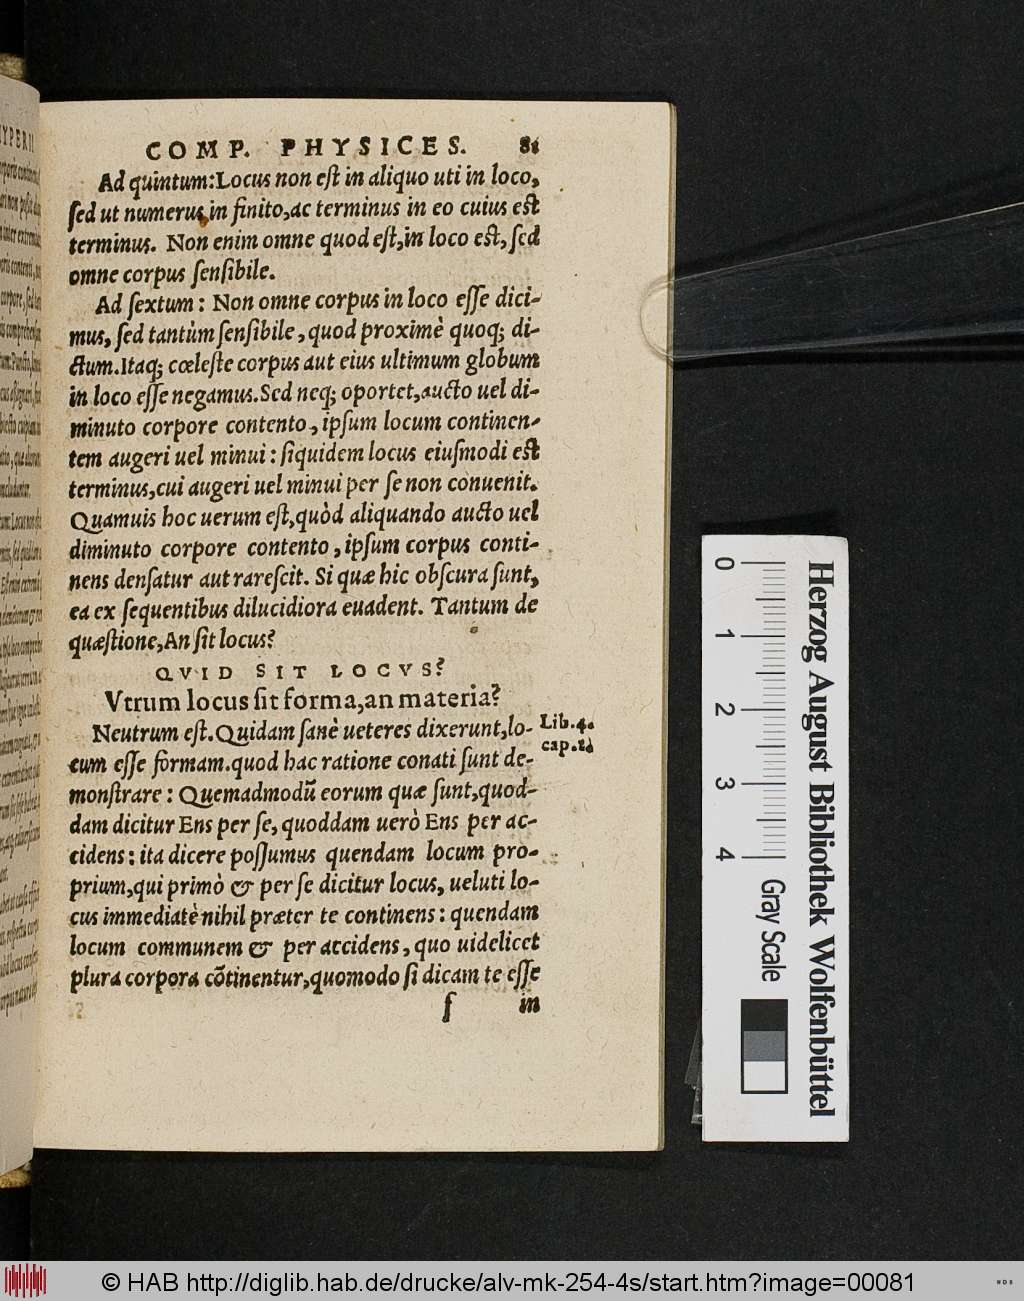 COMP. PHYSICES. 81
Ad quintum: Locus non eſt in aliquo uti in loco,
ſed ut numerus in finito, ac terminus in eo cuius eſt
terminus. Non enim omne quod eſt, in loco eſt, ſed
omne corpus ſenſibile.
Ad ſextum: Non omne corpus in loco eſſe dici-
mus, ſed tantùm ſenſibile, quod proximè quoq; di-
ctum. Itaq; cœleſte corpus aut eius ultimum globum
in loco eſſe negamus. Sed neq; oportet, aucto uel di-
minuto corpore contento, ipſum locum continen-
tem augeri uel minui: ſiquidem locus eiuſmodi eſt
terminus, cui augeri uel minui per ſe non conuenit.
Quamuis hoc uerum eſt, quòd aliquando aucto uel
diminuto corpore contento, ipſum corpus conti-
nens denſatur aut rareſcit. Si quæ hic obſcura ſunt,
ea ex ſequentibus dilucidiora euadent. Tantum de
quæſtione, An ſit locus?
QVID SIT LOCVS?
Vtrum locus ſit forma, an materia?
Neutrum eſt. Quidam ſanè ueteres dixerunt, lo-
cum eſſe formam. quod hac ratione conati ſunt de-
monſtrare: Quemadmodũ eorum quæ ſunt, quod-
dam dicitur Ens per ſe, quoddam uerò Ens per ac-
cidens: ita dicere poſſumus quendam locum pro-
prium, qui primò & per ſe dicitur locus, ueluti lo-
cus immediatè nihil præter te continens: quendam
locum communem & per accidens, quo uidelicet
plura corpora cõtinentur, quomodo ſi dicam te eſſe
f in
Lib. 4.
cap. 2.
0 1 2 3 4
Gray Scale
Herzog August Bibliothek Wolfenbüttel
© HAB http://diglib.hab.de/drucke/alv-mk-254-4s/start.htm?image=00081